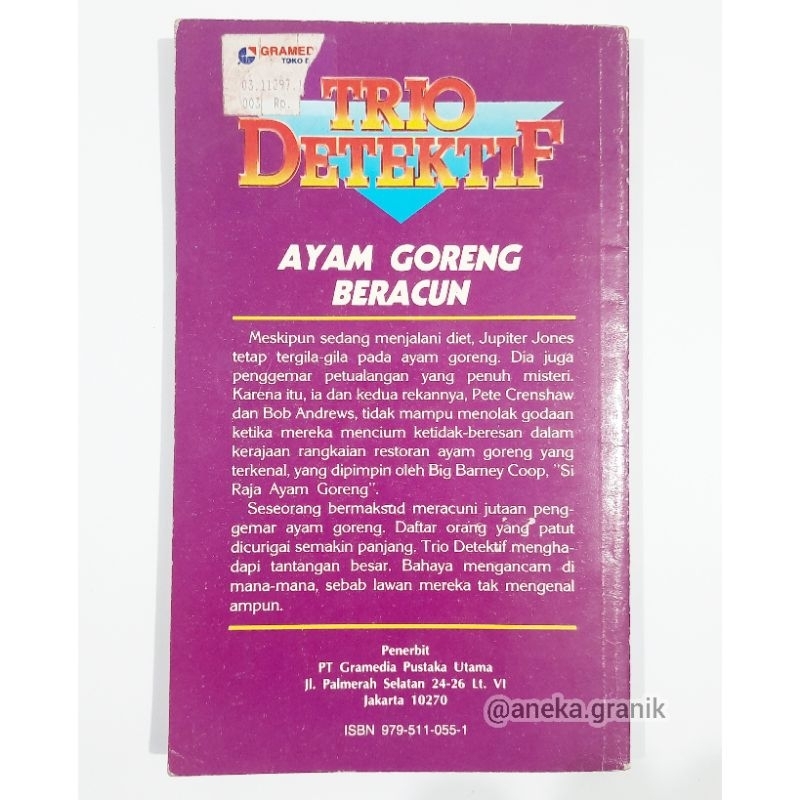 GRAMED
TOKO
03.11297.1
003 Rp.
TRIO
DETEKTIF
AYAM GORENG
BERACUN
Meskipun sedang menjalani diet, Jupiter Jones
tetap tergila-gila pada ayam goreng. Dia juga
penggemar petualangan yang penuh misteri.
Karena itu, ia dan kedua rekannya, Pete Crenshaw
dan Bob Andrews, tidak mampu menolak godaan
ketika mereka mencium ketidak-beresan dalam
kerajaan rangkaian restoran ayam goreng yang
terkenal, yang dipimpin oleh Big Barney Coop, "Si
Raja Ayam Goreng".
Seseorang bermaksud meracuni jutaan peng-
gemar ayam goreng. Daftar orang yang patut
dicurigai semakin panjang. Trio Detektif mengha-
dapi tantangan besar. Bahaya mengancam di
mana-mana, sebab lawan mereka tak mengenal
ampun.
Penerbit
PT Gramedia Pustaka Utama
Jl. Palmerah Selatan 24-26 Lt. VI
Jakarta 10270
@aneka.granik
ISBN 979-511-055-1